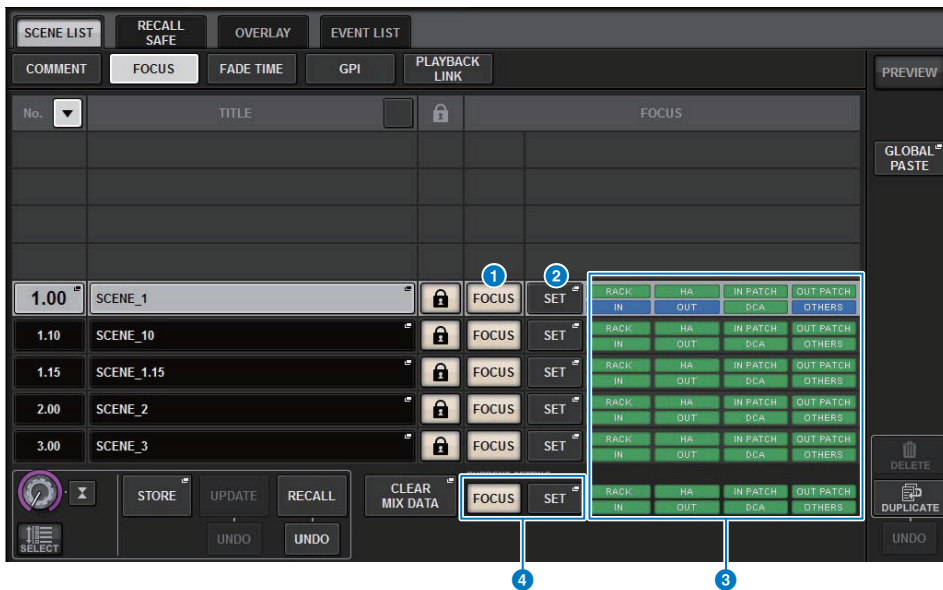 SCENE LIST
RECALL SAFE
OVERLAY
EVENT LIST
COMMENT
FOCUS
FADE TIME
GPI
PLAYBACK LINK
PREVIEW
No.
TITLE
FOCUS
GLOBAL PASTE
1
2
1.00
SCENE_1
FOCUS
SET
RACK HA IN PATCH OUT PATCH
IN OUT DCA OTHERS
1.10
SCENE_10
FOCUS
SET
RACK HA IN PATCH OUT PATCH
IN OUT DCA OTHERS
1.15
SCENE_1.15
FOCUS
SET
RACK HA IN PATCH OUT PATCH
IN OUT DCA OTHERS
2.00
SCENE_2
FOCUS
SET
RACK HA IN PATCH OUT PATCH
IN OUT DCA OTHERS
3.00
SCENE_3
FOCUS
SET
RACK HA IN PATCH OUT PATCH
IN OUT DCA OTHERS
DELETE
SELECT
STORE
UPDATE
RECALL
UNDO
UNDO
CLEAR MIX DATA
CURRENT SETTING
FOCUS
SET
RACK HA IN PATCH OUT PATCH
IN OUT DCA OTHERS
DUPLICATE
UNDO
4
3